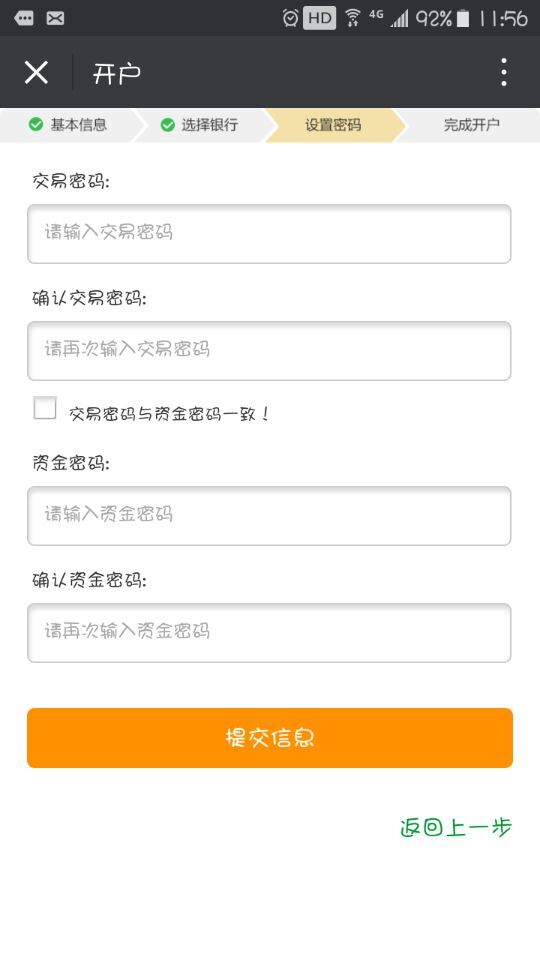 HD 4G 92% 11:56
开户
基本信息 选择银行 设置密码 完成开户
交易密码:
请输入交易密码
确认交易密码:
请再次输入交易密码
交易密码与资金密码一致！
资金密码:
请输入资金密码
确认资金密码:
请再次输入资金密码
提交信息
返回上一步